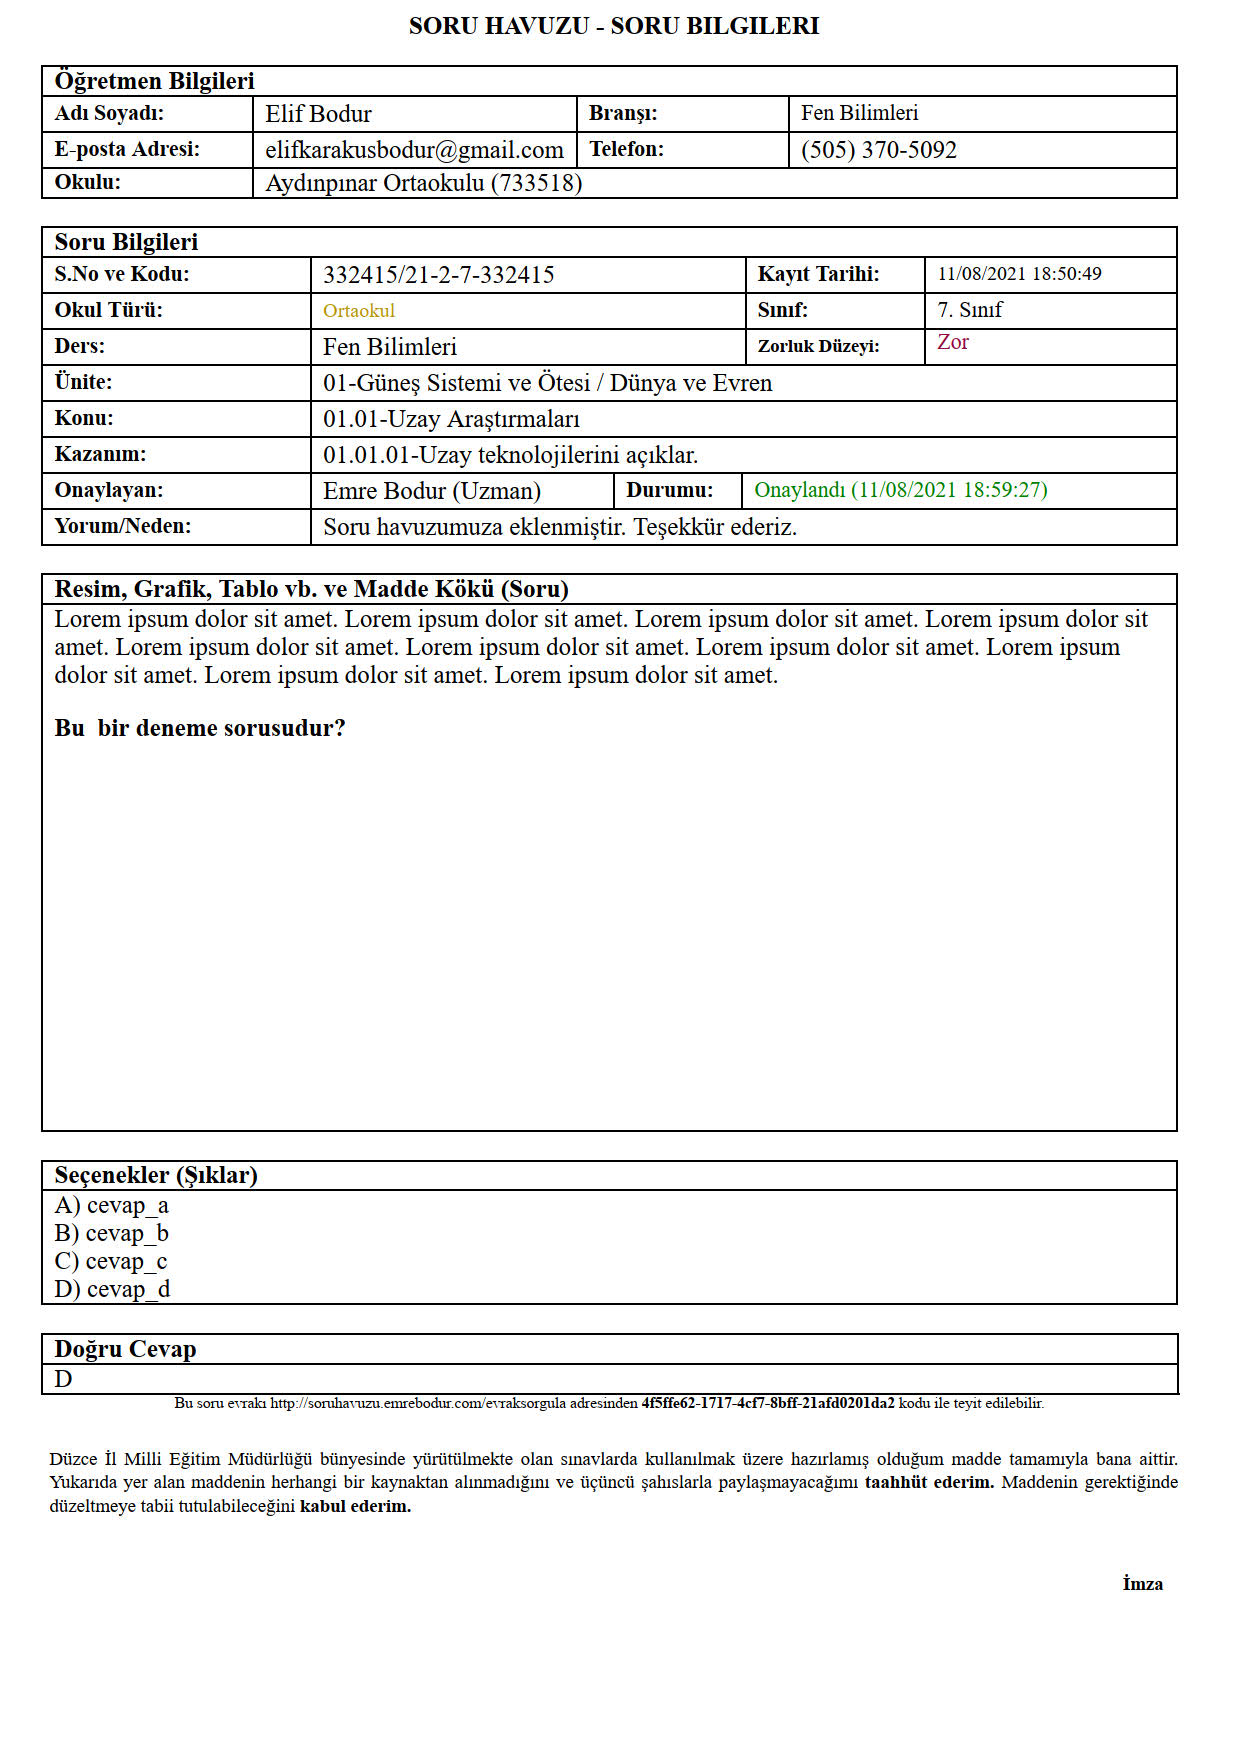 SORU HAVUZU - SORU BILGILERI
Öğretmen Bilgileri
Adı Soyadı: Elif Bodur Branşı: Fen Bilimleri
E-posta Adresi: elifkarakusbodur@gmail.com Telefon: (505) 370-5092
Okulu: Aydınpınar Ortaokulu (733518)
Soru Bilgileri
S.No ve Kodu: 332415/21-2-7-332415 Kayıt Tarihi: 11/08/2021 18:50:49
Okul Türü: Ortaokul Sınıf: 7. Sınıf
Ders: Fen Bilimleri Zorluk Düzeyi: Zor
Ünite: 01-Güneş Sistemi ve Ötesi / Dünya ve Evren
Konu: 01.01-Uzay Araştırmaları
Kazanım: 01.01.01-Uzay teknolojilerini açıklar.
Onaylayan: Emre Bodur (Uzman) Durumu: Onaylandı (11/08/2021 18:59:27)
Yorum/Neden: Soru havuzumuza eklenmiştir. Teşekkür ederiz.
Resim, Grafik, Tablo vb. ve Madde Kökü (Soru)
Lorem ipsum dolor sit amet. Lorem ipsum dolor sit amet. Lorem ipsum dolor sit amet. Lorem ipsum dolor sit
amet. Lorem ipsum dolor sit amet. Lorem ipsum dolor sit amet. Lorem ipsum dolor sit amet. Lorem ipsum
dolor sit amet. Lorem ipsum dolor sit amet. Lorem ipsum dolor sit amet.
Bu  bir deneme sorusudur?
Seçenekler (Şıklar)
A) cevap_a
B) cevap_b
C) cevap_c
D) cevap_d
Doğru Cevap
D
Bu soru evrakı http://soruhavuzu.emrebodur.com/evraksorgula adresinden 4f5ffe62-1717-4cf7-8bff-21afd0201da2 kodu ile teyit edilebilir.
Düzce İl Milli Eğitim Müdürlüğü bünyesinde yürütülmekte olan sınavlarda kullanılmak üzere hazırlamış olduğum madde tamamıyla bana aittir.
Yukarıda yer alan maddenin herhangi bir kaynaktan alınmadığını ve üçüncü şahıslarla paylaşmayacağımı taahhüt ederim. Maddenin gerektiğinde
düzeltmeye tabii tutulabileceğini kabul ederim.
İmza